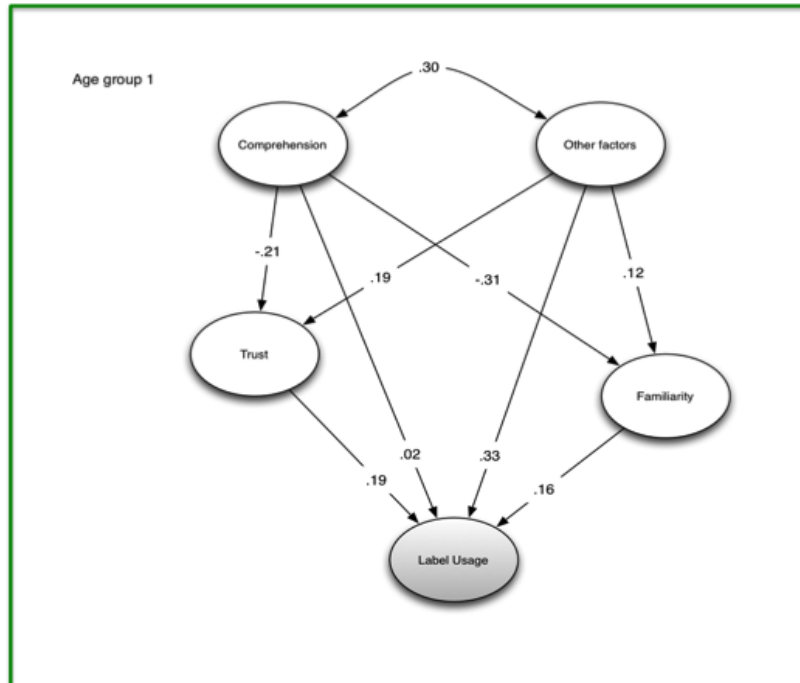 .30
Age group 1
Comprehension
Other factors
-.21
.19
-.31
.12
Trust
Familiarity
.02
.33
.19
.16
Label Usage